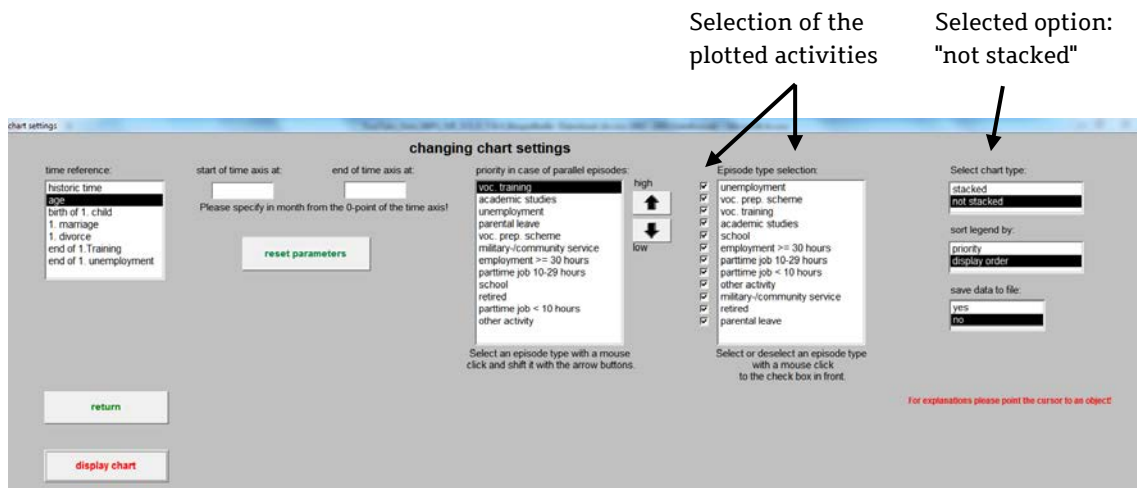 Selection of the
plotted activities
Selected option:
"not stacked"
chart settings
changing chart settings
time reference:
historic time
age
birth of 1. child
1. marriage
1. divorce
end of 1.Training
end of 1. unemployment
start of time axis at:
end of time axis at:
Please specify in month from the 0-point of the time axis!
reset parameters
priority in case of parallel episodes:
voc. training
academic studies
unemployment
parental leave
voc. prep. scheme
military-/community service
employment >= 30 hours
parttime job 10-29 hours
school
retired
parttime job < 10 hours
other activity
high
low
Select an episode type with a mouse
click and shift it with the arrow buttons.
Episode type selection:
unemployment
voc. prep. scheme
voc. training
academic studies
school
employment >= 30 hours
parttime job 10-29 hours
parttime job < 10 hours
other activity
military-/community service
retired
parental leave
Select or deselect an episode type
with a mouse click
to the check box in front.
Select chart type:
stacked
not stacked
sort legend by:
priority
display order
save data to file:
yes
no
For explanations please point the cursor to an object!
return
display chart